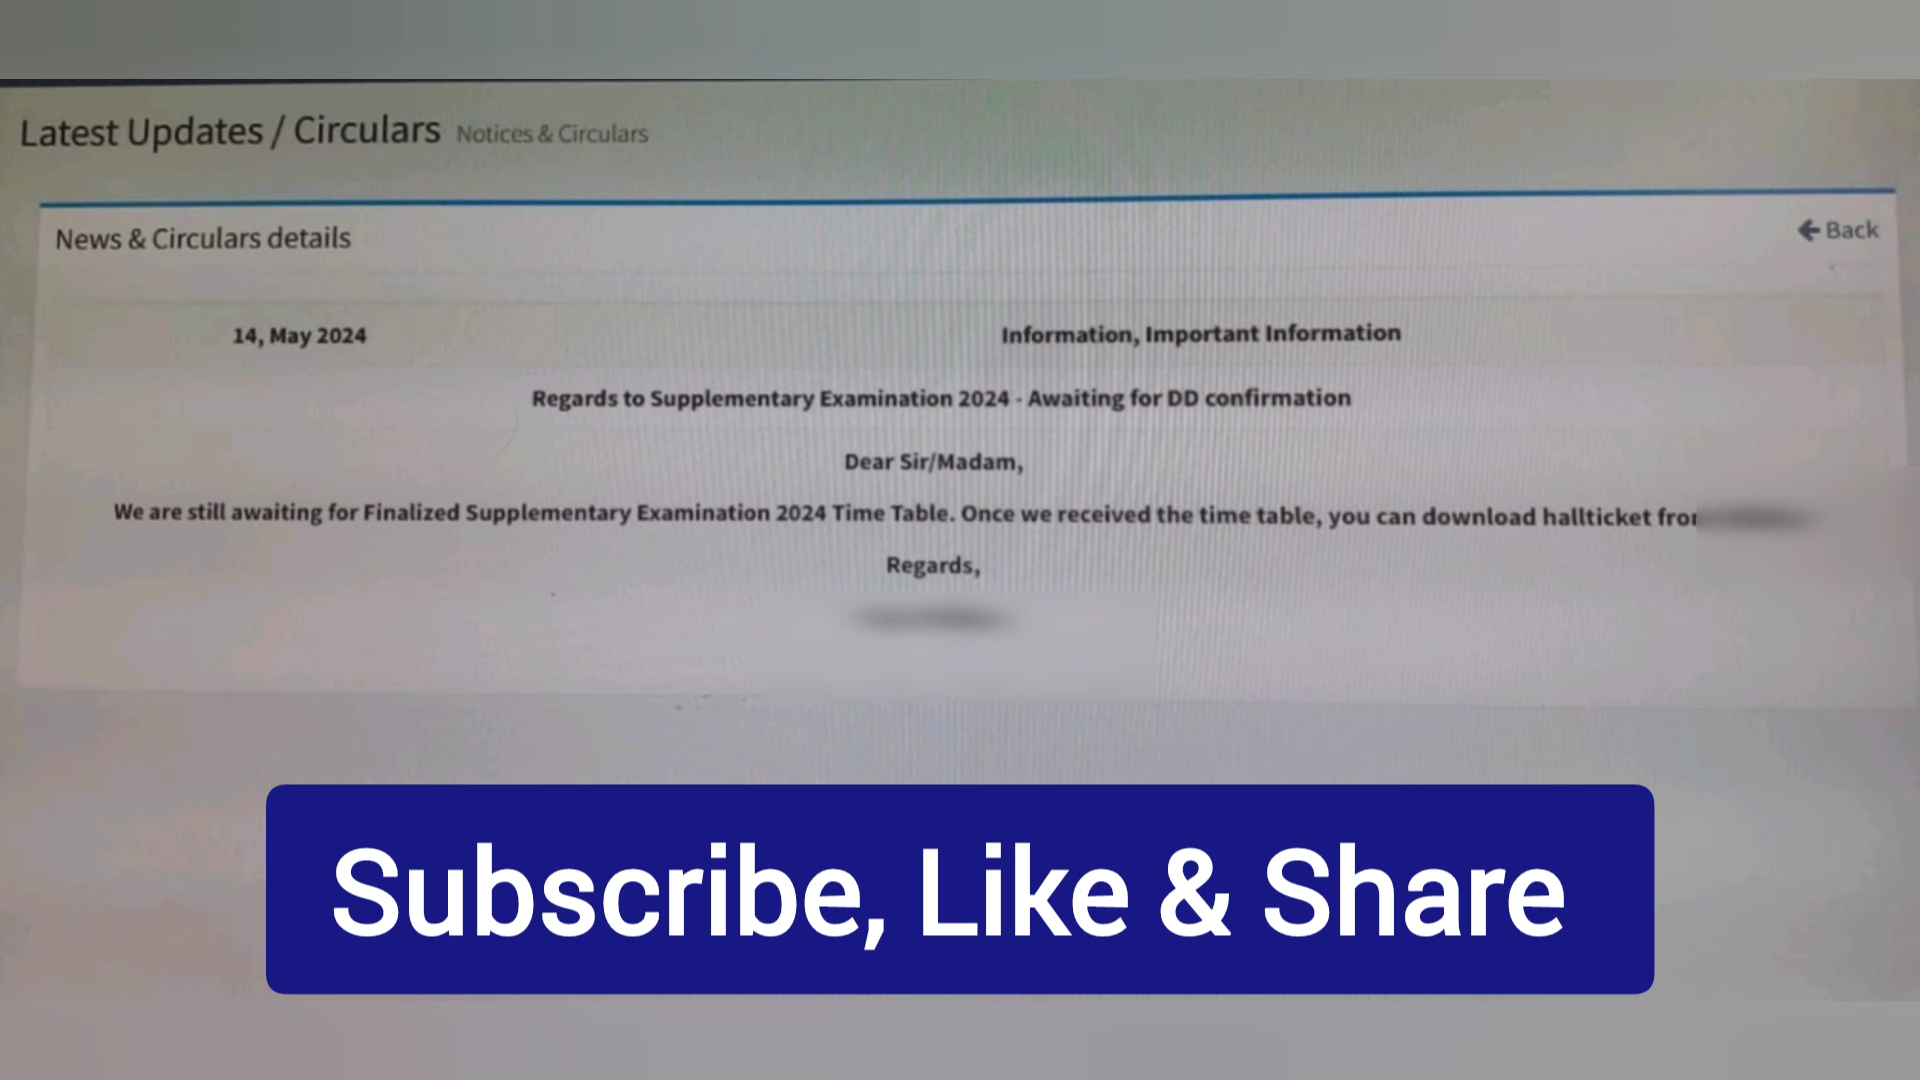 Latest Updates / Circulars Notices & Circulars
News & Circulars details
Back
14, May 2024
Information, Important Information
Regards to Supplementary Examination 2024 - Awaiting for DD confirmation
Dear Sir/Madam,
We are still awaiting for Finalized Supplementary Examination 2024 Time Table. Once we received the time table, you can download hallticket
Regards,
Subscribe, Like & Share